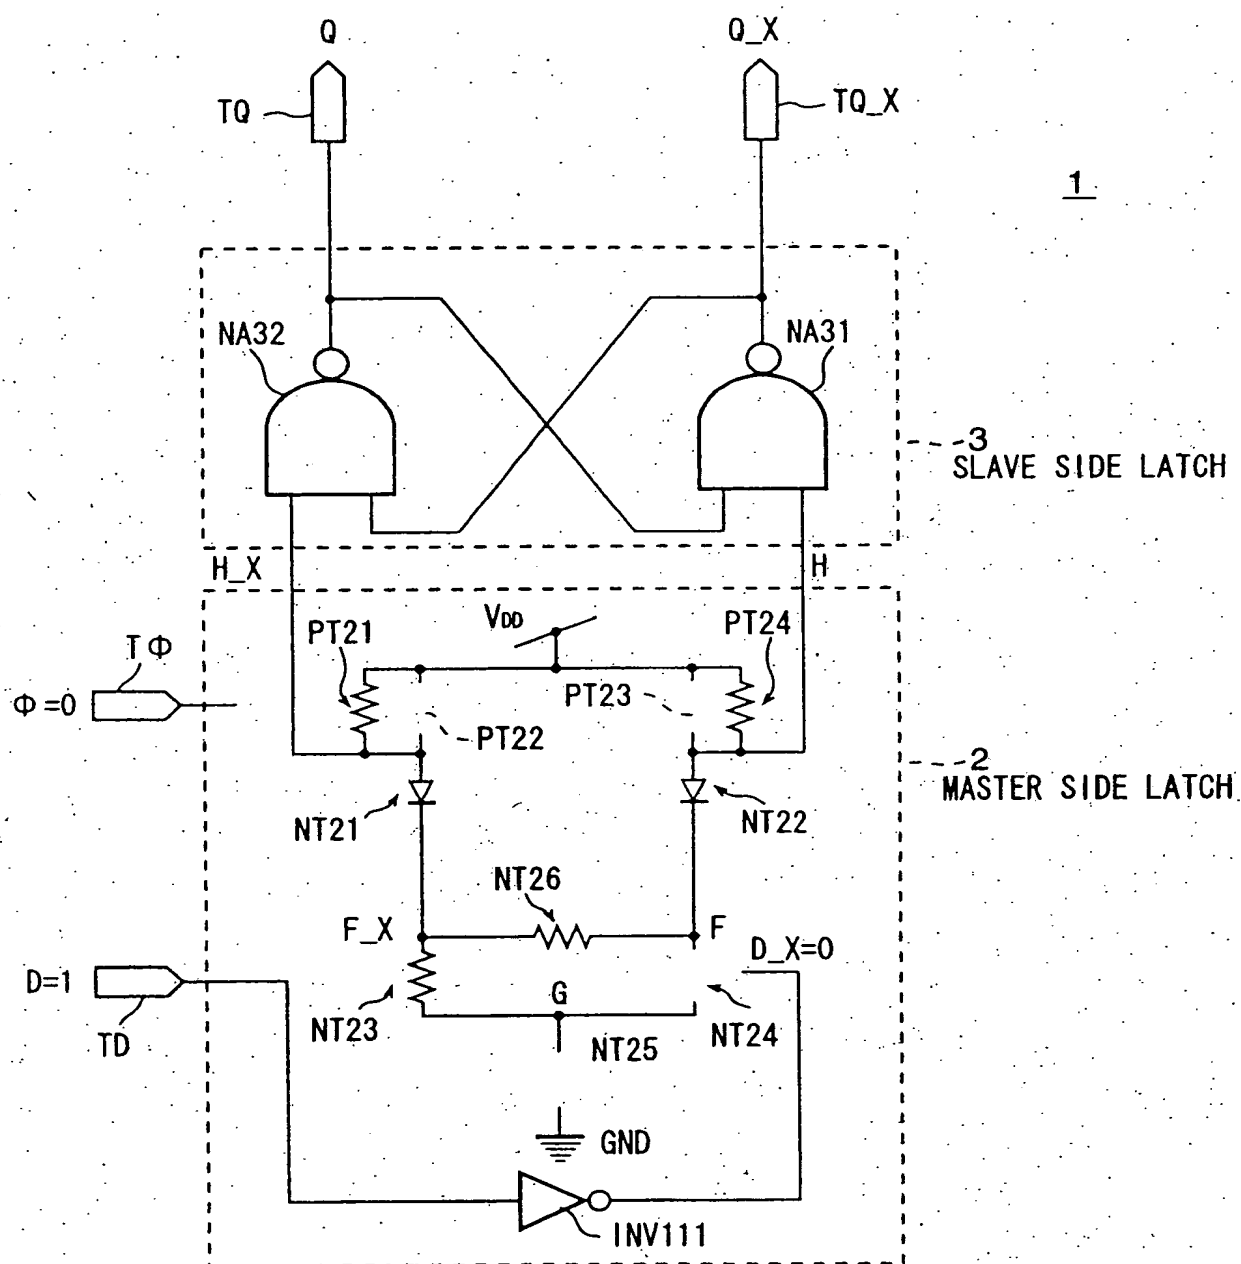 Q
Q_X
TQ
TQ_X
1
NA32
NA31
3
SLAVE SIDE LATCH
H_X
H
VDD
PT21
PT24
TΦ
Φ=0
PT23
PT22
2
MASTER SIDE LATCH
NT21
NT22
NT26
F_X
F
D_X=0
D=1
G
NT23
NT25
NT24
TD
GND
INV111